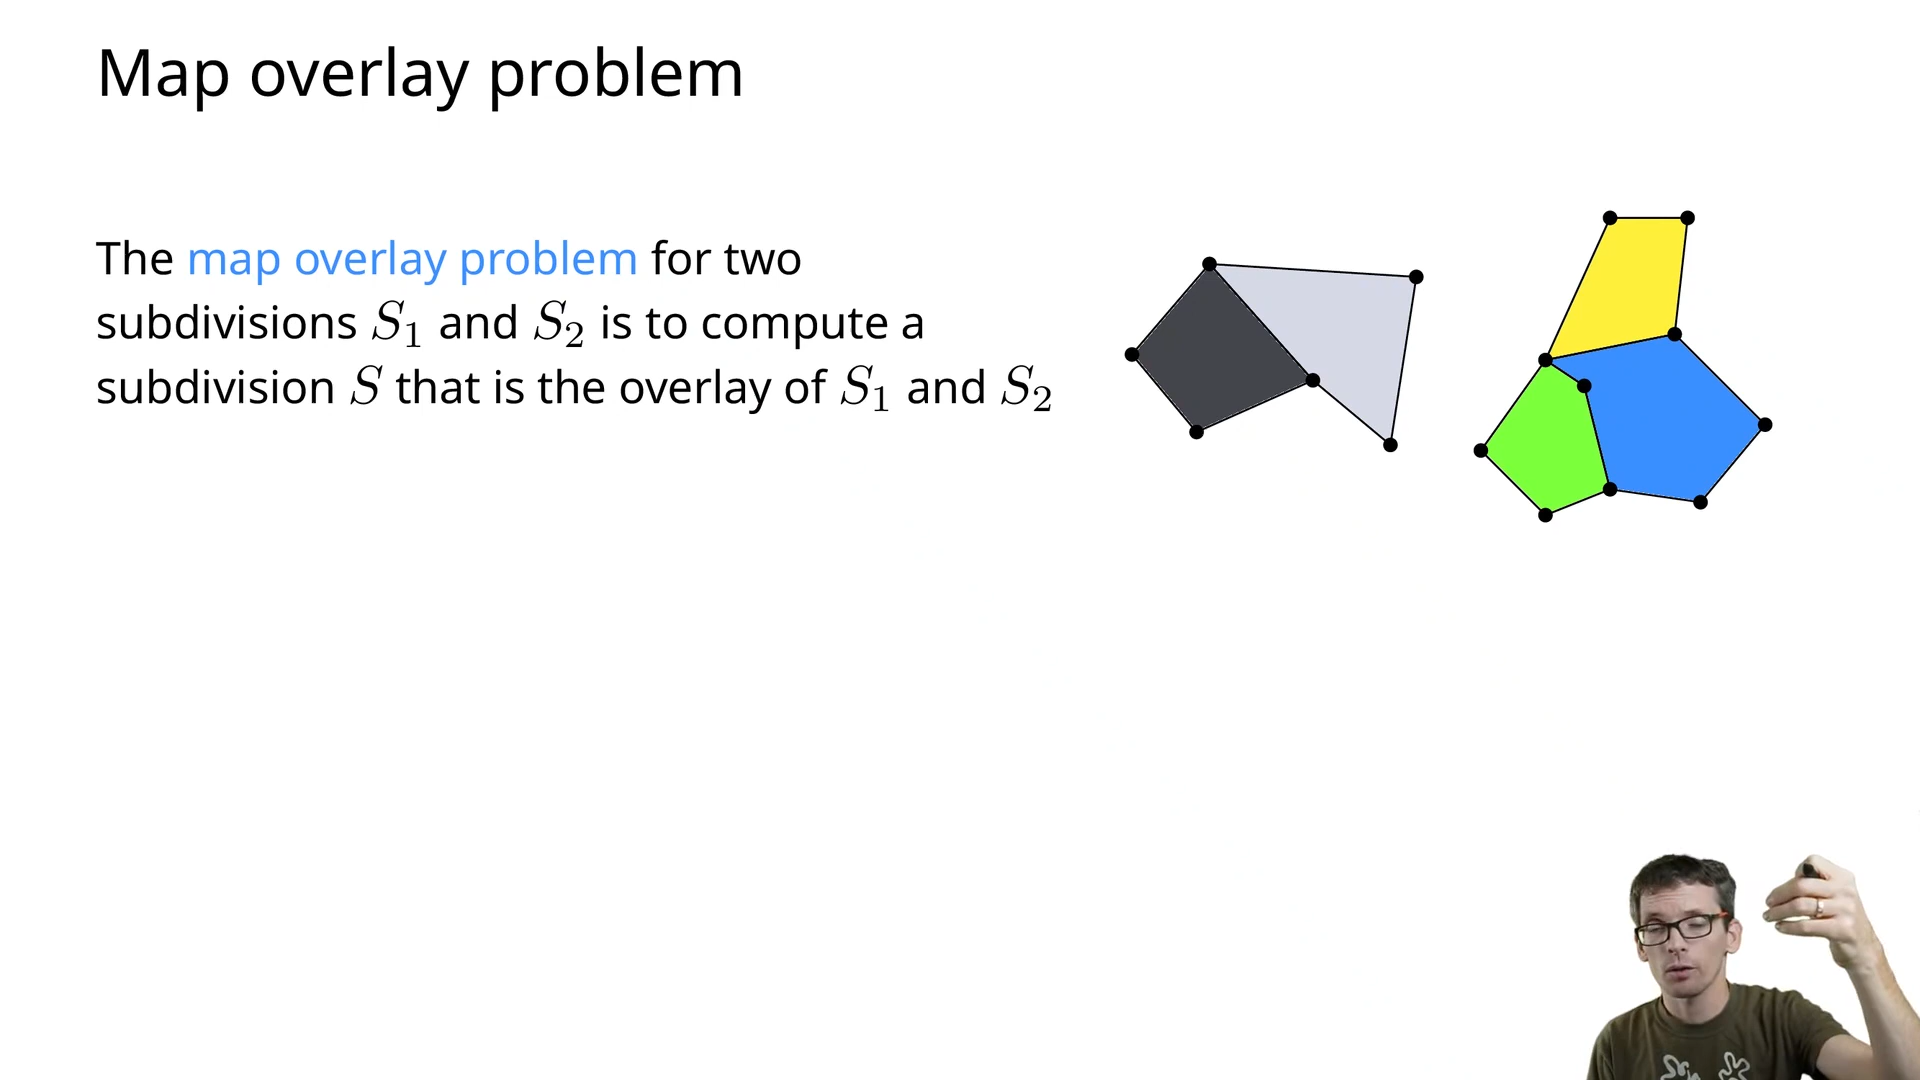 Map overlay problem
The map overlay problem for two
subdivisions S₁ and S₂ is to compute a
subdivision S that is the overlay of S₁ and S₂